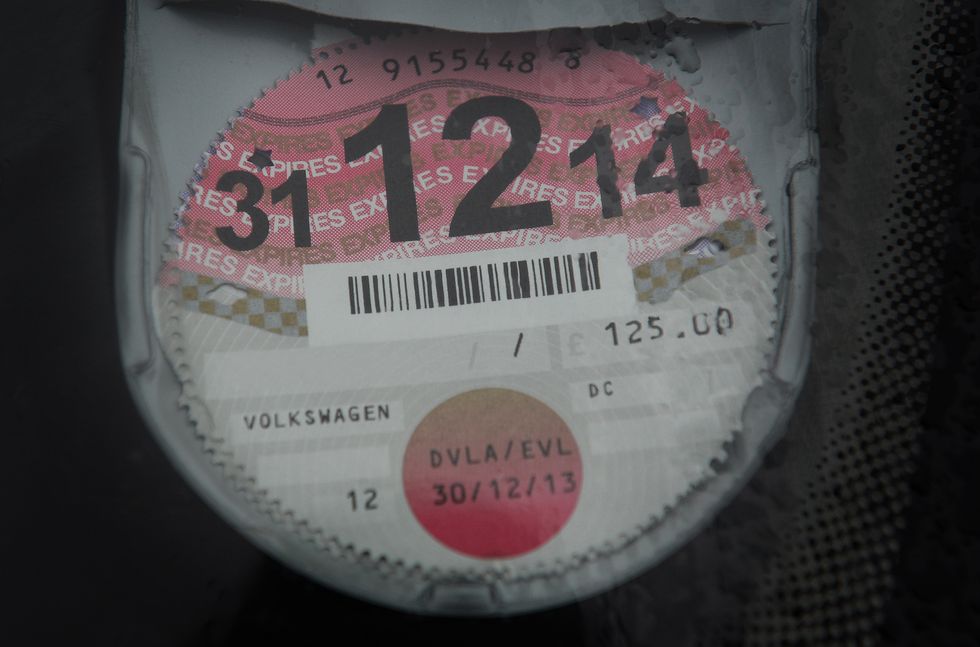 12 9155448 8
EXPIRES EXPIRES EXPIRES
31 12 14
/ £ 125.00
DC
VOLKSWAGEN
DVLA/EVL
12 30/12/13